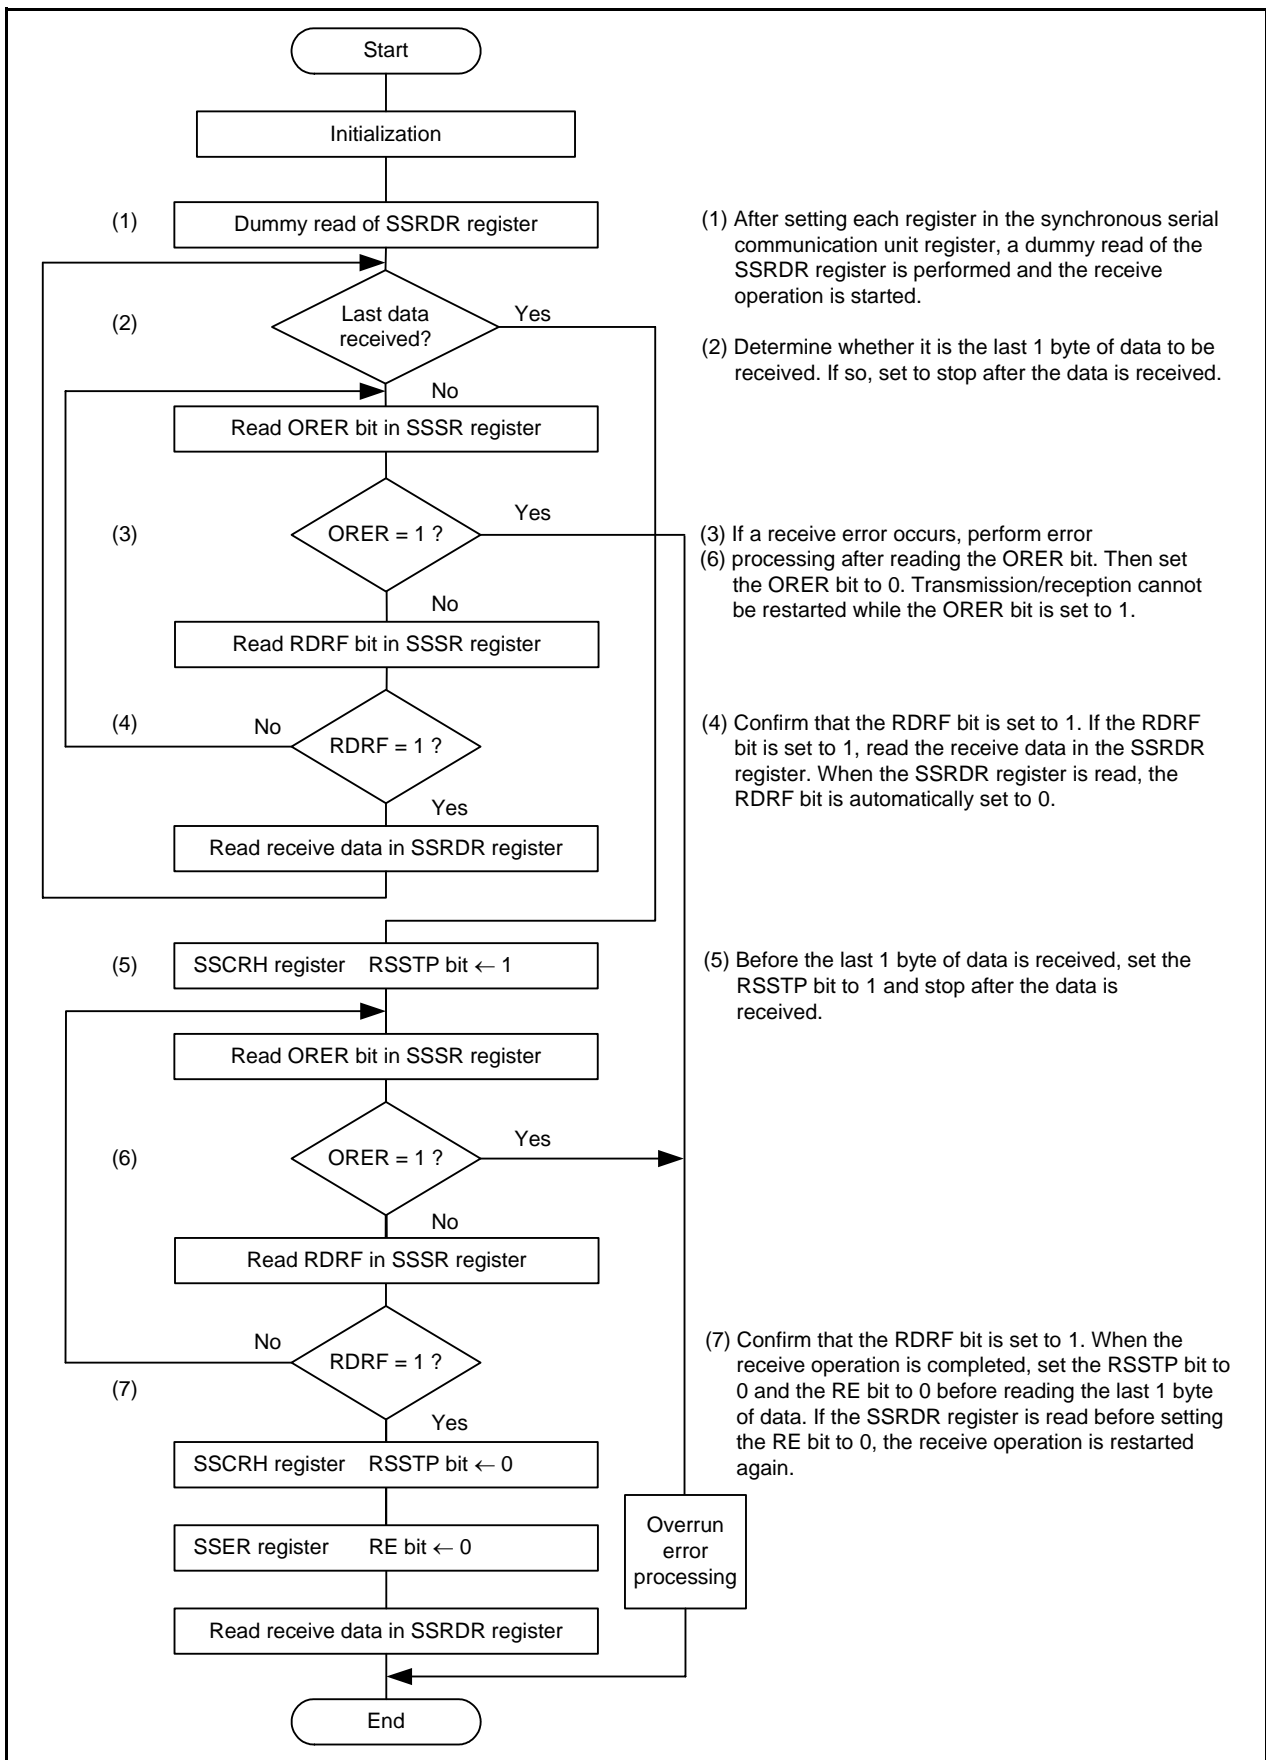 Start
Initialization
(1)
Dummy read of SSRDR register
(2)
Last data
received?
Yes
No
Read ORER bit in SSSR register
(3)
ORER = 1 ?
Yes
No
Read RDRF bit in SSSR register
(4)
No
RDRF = 1 ?
Yes
Read receive data in SSRDR register
(5)
SSCRH register RSSTP bit ← 1
Read ORER bit in SSSR register
(6)
ORER = 1 ?
Yes
No
Read RDRF in SSSR register
No
RDRF = 1 ?
(7)
Yes
SSCRH register RSSTP bit ← 0
SSER register RE bit ← 0
Read receive data in SSRDR register
End
Overrun
error
processing
(1) After setting each register in the synchronous serial
communication unit register, a dummy read of the
SSRDR register is performed and the receive
operation is started.
(2) Determine whether it is the last 1 byte of data to be
received. If so, set to stop after the data is received.
(3) If a receive error occurs, perform error
(6) processing after reading the ORER bit. Then set
the ORER bit to 0. Transmission/reception cannot
be restarted while the ORER bit is set to 1.
(4) Confirm that the RDRF bit is set to 1. If the RDRF
bit is set to 1, read the receive data in the SSRDR
register. When the SSRDR register is read, the
RDRF bit is automatically set to 0.
(5) Before the last 1 byte of data is received, set the
RSSTP bit to 1 and stop after the data is
received.
(7) Confirm that the RDRF bit is set to 1. When the
receive operation is completed, set the RSSTP bit to
0 and the RE bit to 0 before reading the last 1 byte
of data. If the SSRDR register is read before setting
the RE bit to 0, the receive operation is restarted
again.